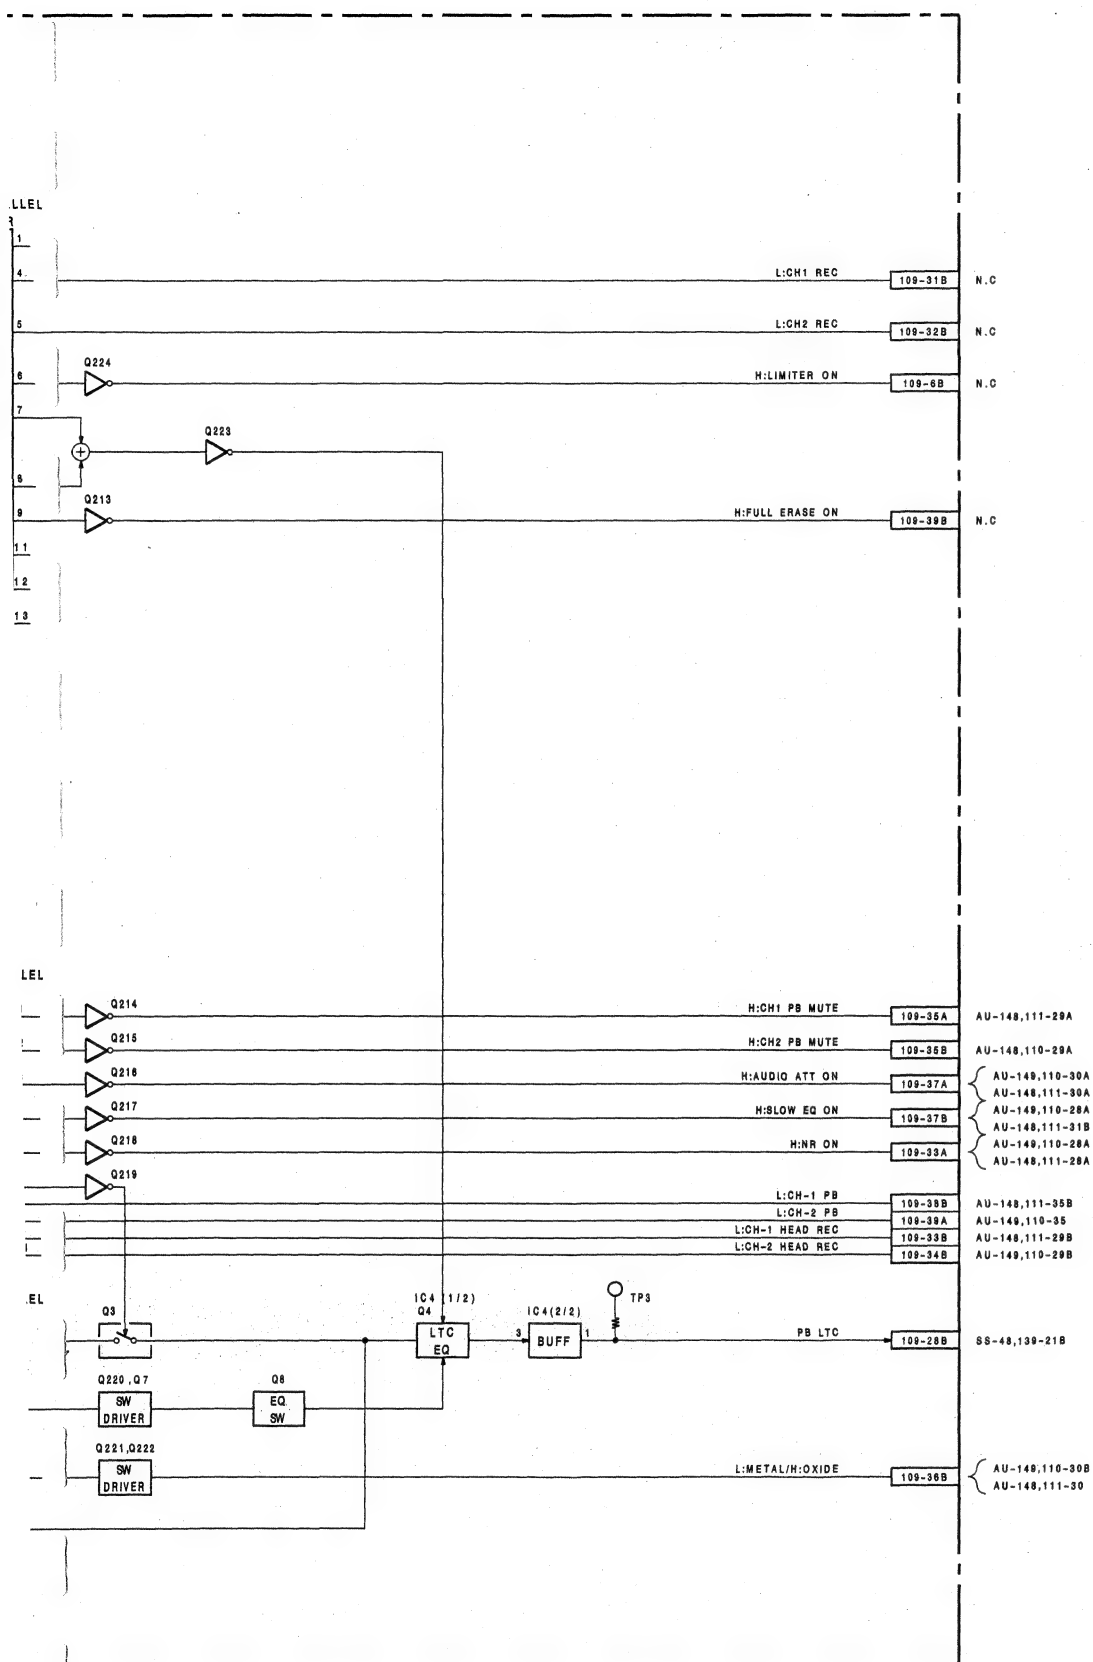 LLEL
1
4
L:CH1 REC
109-31B
N.C
5
L:CH2 REC
109-32B
N.C
Q224
6
H:LIMITER ON
109-6B
N.C
7
Q223
8
Q213
9
H:FULL ERASE ON
109-39B
N.C
11
12
13
LEL
Q214
H:CH1 PB MUTE
109-35A
AU-148,111-29A
Q215
H:CH2 PB MUTE
109-35B
AU-148,110-29A
Q216
H:AUDIO ATT ON
109-37A
AU-149,110-30A
AU-148,111-30A
Q217
H:SLOW EQ ON
109-37B
AU-149,110-28A
AU-148,111-31B
Q218
H:NR ON
109-33A
AU-149,110-28A
AU-148,111-28A
Q219
L:CH-1 PB
109-38B
AU-148,111-35B
L:CH-2 PB
109-39A
AU-149,110-35
L:CH-1 HEAD REC
109-33B
AU-148,111-29B
L:CH-2 HEAD REC
109-34B
AU-149,110-29B
EL
Q3
IC4 (1/2)
Q4
LTC
EQ
IC4(2/2)
3
BUFF
1
TP3
PB LTC
109-28B
SS-48,139-21B
Q220,Q7
SW
DRIVER
Q8
EQ
SW
Q221,Q222
SW
DRIVER
L:METAL/H:OXIDE
109-36B
AU-149,110-30B
AU-148,111-30